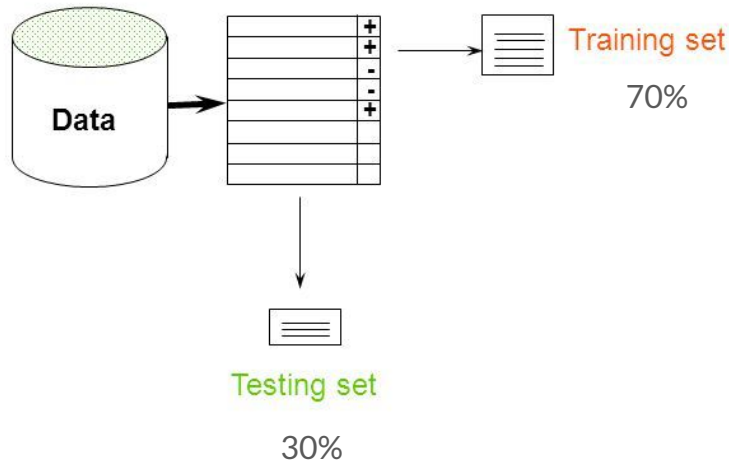 Data
+
+
-
-
+
Training set
70%
Testing set
30%